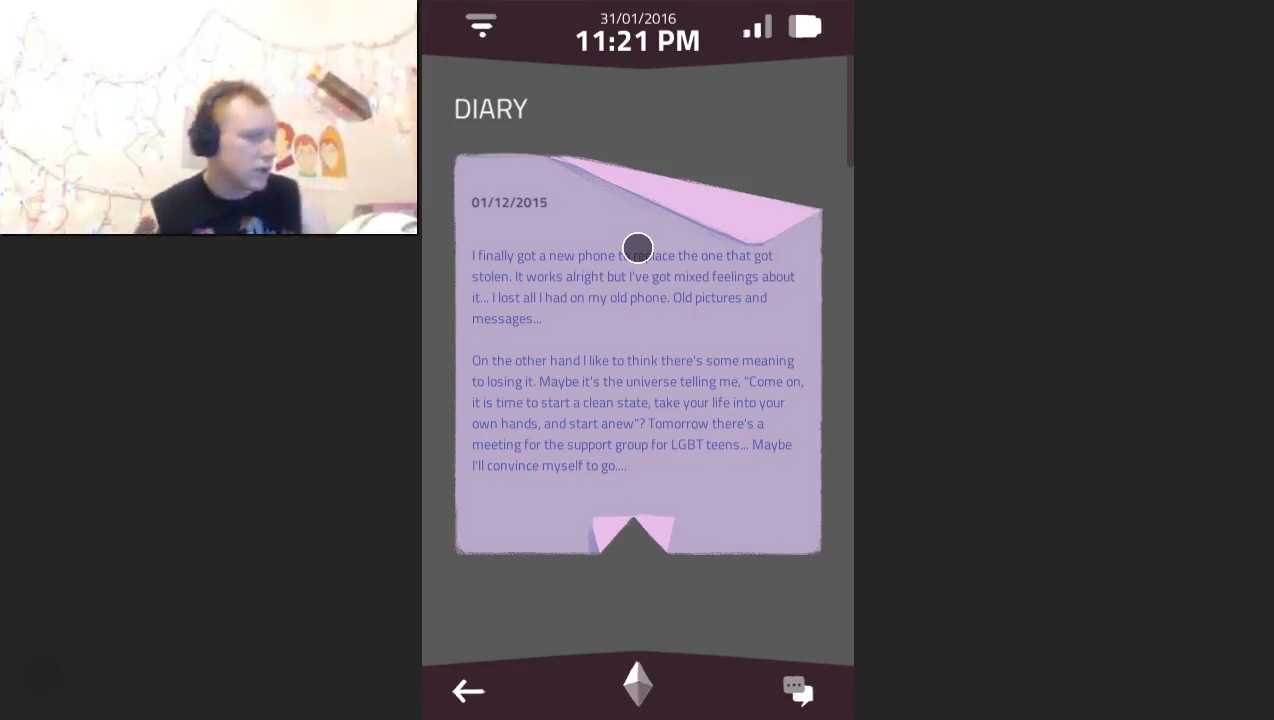 31/01/2016
11:21 PM
DIARY
01/12/2015
I finally got a new phone to replace the one that got
stolen. It works alright but I've got mixed feelings about
it... I lost all I had on my old phone. Old pictures and
messages...
On the other hand I like to think there's some meaning
to losing it. Maybe it's the universe telling me, "Come on,
it is time to start a clean state, take your life into your
own hands, and start anew"? Tomorrow there's a
meeting for the support group for LGBT teens... Maybe
I'll convince myself to go....